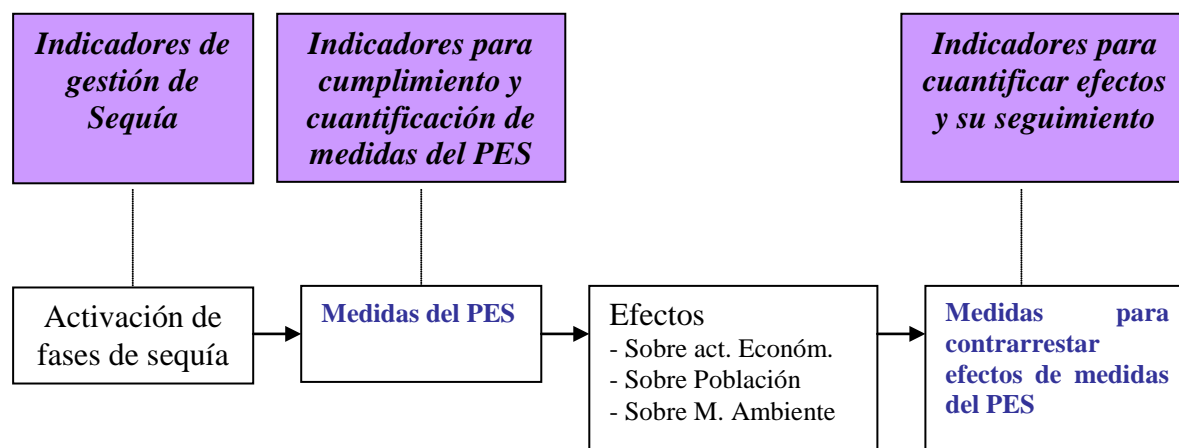 Indicadores de
gestión de
Sequía
Indicadores para
cumplimiento y
cuantificación de
medidas del PES
Indicadores para
cuantificar efectos
y su seguimiento
Activación de
fases de sequía
Medidas del PES
Efectos
- Sobre act. Económ.
- Sobre Población
- Sobre M. Ambiente
Medidas para
contrarrestar
efectos de medidas
del PES